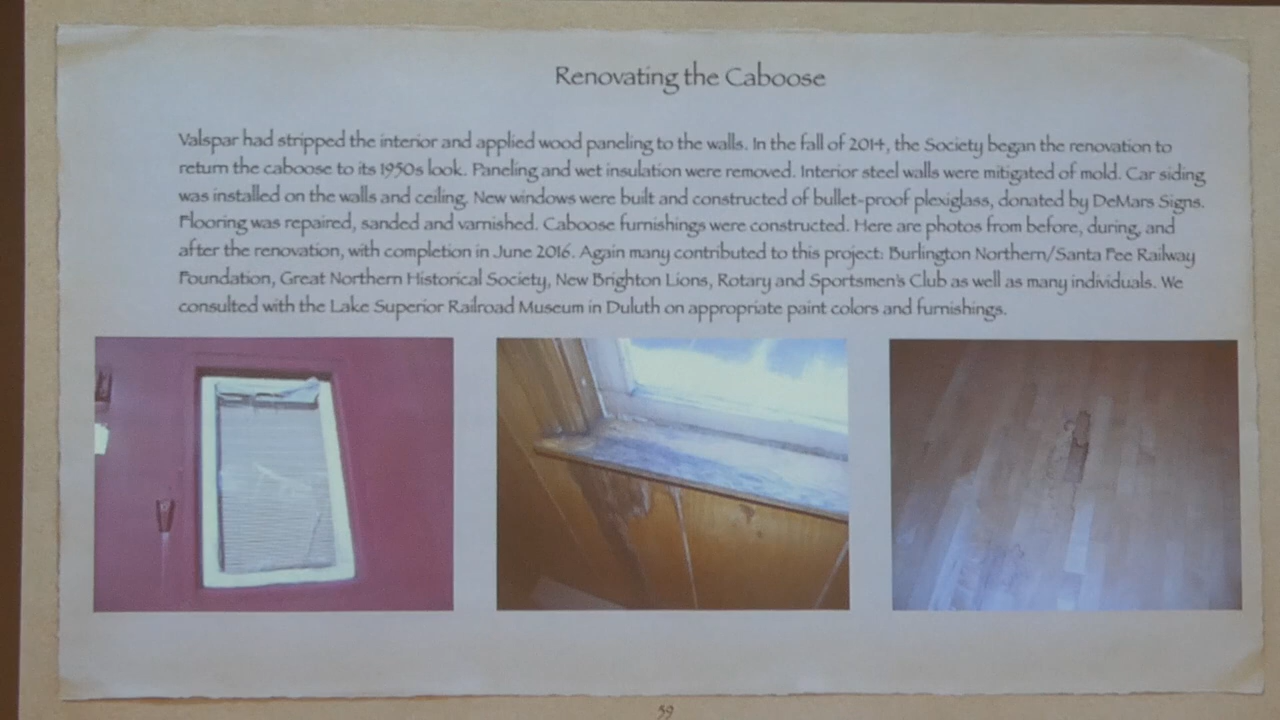 Renovating the Caboose
Valspar had stripped the interior and applied wood paneling to the walls. In the fall of 2014, the Society began the renovation to
return the caboose to its 1950s look. Paneling and wet insulation were removed. Interior steel walls were mitigated of mold. Car siding
was installed on the walls and ceiling. New windows were built and constructed of bullet-proof plexiglass, donated by DeMars Signs.
Flooring was repaired, sanded and varnished. Caboose furnishings were constructed. Here are photos from before, during, and
after the renovation, with completion in June 2016. Again many contributed to this project: Burlington Northern/Santa Fee Railway
Foundation, Great Northern Historical Society, New Brighton Lions, Rotary and Sportsmen's Club as well as many individuals. We
consulted with the Lake Superior Railroad Museum in Duluth on appropriate paint colors and furnishings.
59